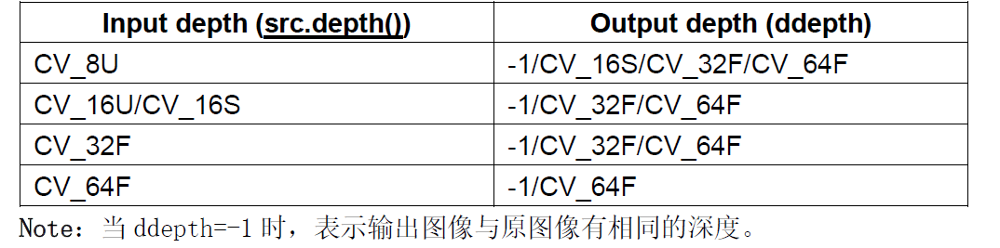 Input depth (src.depth()) Output depth (ddepth)
CV_8U -1/CV_16S/CV_32F/CV_64F
CV_16U/CV_16S -1/CV_32F/CV_64F
CV_32F -1/CV_32F/CV_64F
CV_64F -1/CV_64F
Note：当 ddepth=-1 时，表示输出图像与原图像有相同的深度。